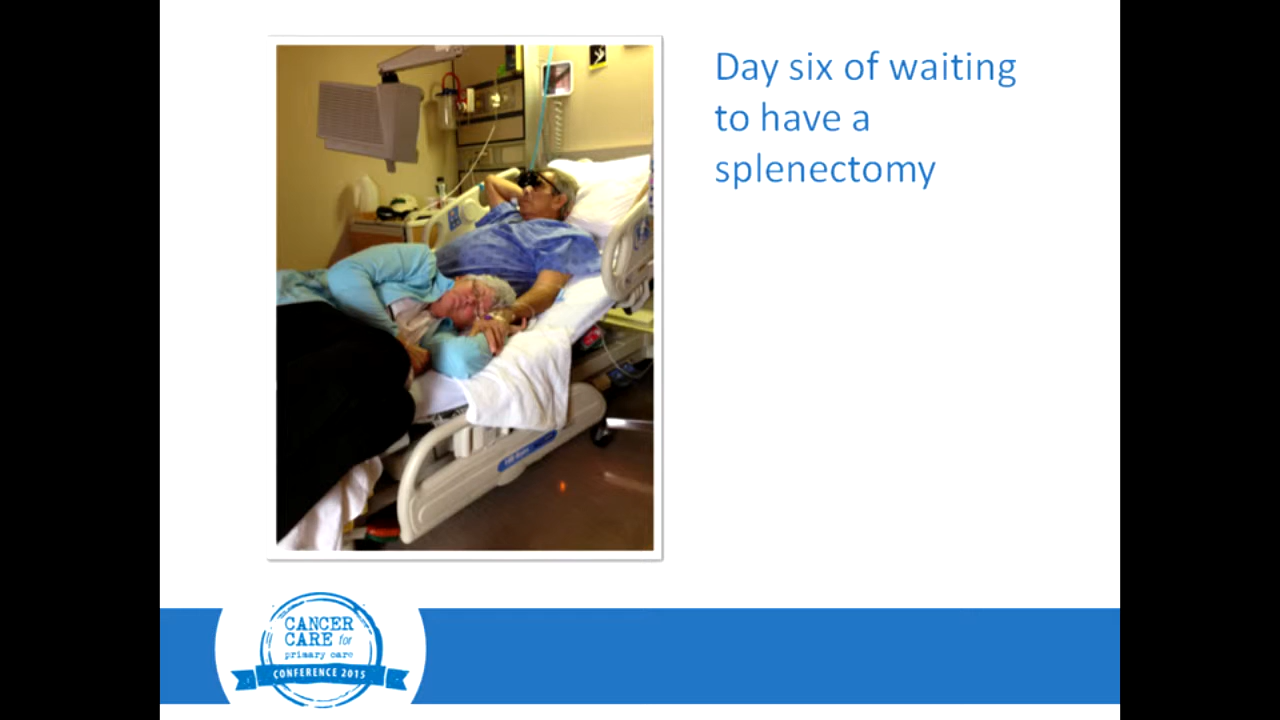 Day six of waiting
to have a
splenectomy
CANCER
CARE for
primary care
CONFERENCE 2015